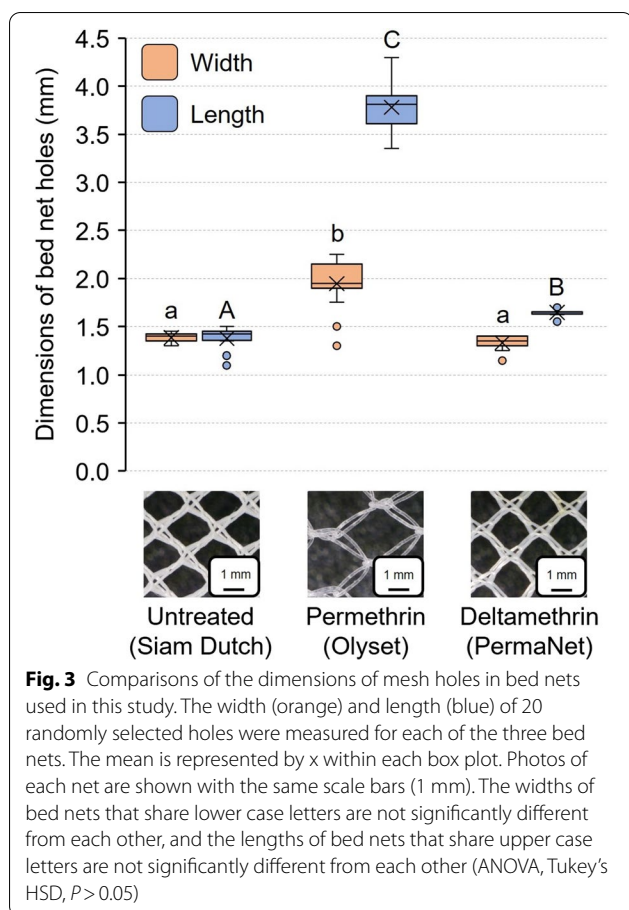 Dimensions of bed net holes (mm)
4.5
4.0
3.5
3.0
2.5
2.0
1.5
1.0
0.5
0.0
Width
Length
a
A
b
C
a
B
1 mm
1 mm
1 mm
Untreated
(Siam Dutch)
Permethrin
(Olyset)
Deltamethrin
(PermaNet)
Fig. 3 Comparisons of the dimensions of mesh holes in bed nets
used in this study. The width (orange) and length (blue) of 20
randomly selected holes were measured for each of the three bed
nets. The mean is represented by x within each box plot. Photos of
each net are shown with the same scale bars (1 mm). The widths of
bed nets that share lower case letters are not significantly different
from each other, and the lengths of bed nets that share upper case
letters are not significantly different from each other (ANOVA, Tukey's
HSD, P > 0.05)